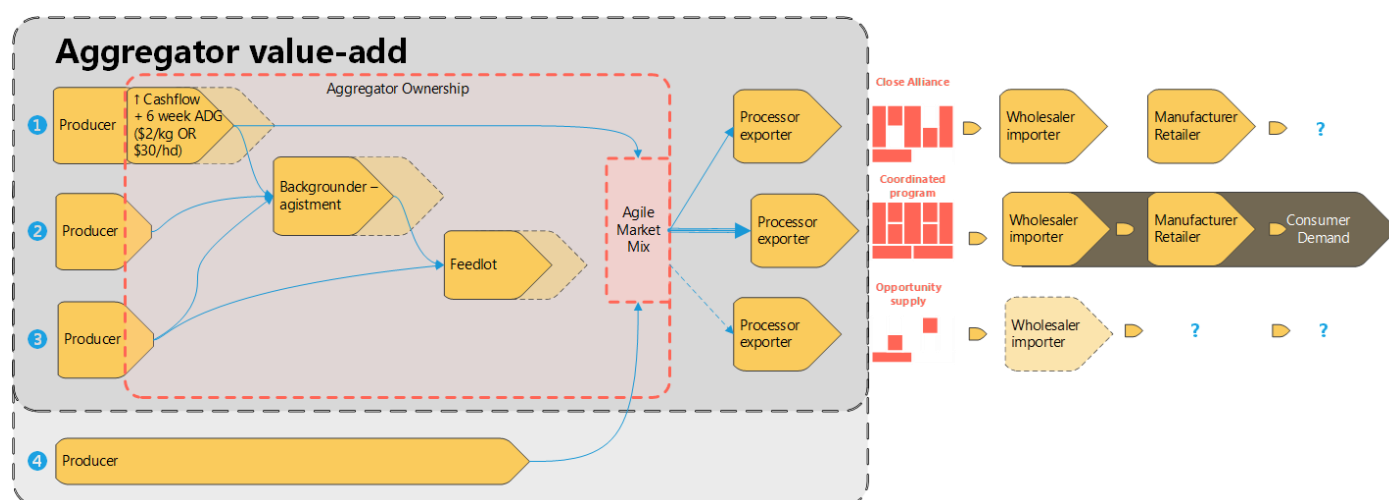 Aggregator value-add
Aggregator Ownership
1
Producer
↑ Cashflow
+ 6 week ADG
($2/kg OR
$30/hd)
Processor
exporter
Close Alliance
Wholesaler
importer
Manufacturer
Retailer
?
2
Producer
Backgrounder –
agistment
Agile
Market
Mix
Processor
exporter
Coordinated
program
Wholesaler
importer
Manufacturer
Retailer
Consumer
Demand
3
Producer
Feedlot
Processor
exporter
Opportunity
supply
Wholesaler
importer
?
?
4
Producer